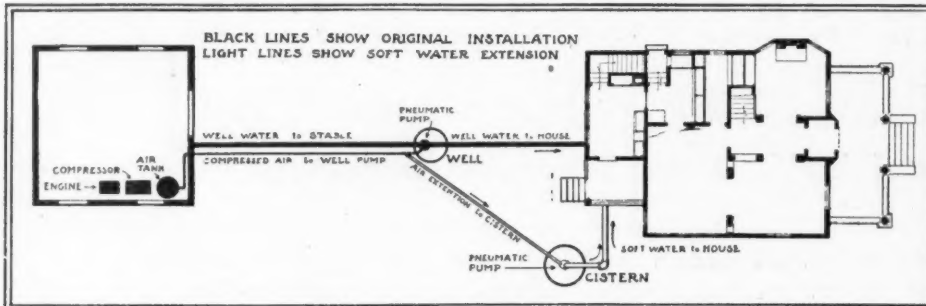 BLACK LINES SHOW ORIGINAL INSTALLATION
LIGHT LINES SHOW SOFT WATER EXTENSION
PNEUMATIC
PUMP
WELL WATER to STABLE
WELL WATER to HOUSE
WELL
COMPRESSED AIR to WELL PUMP
COMPRESSOR
AIR
TANK
ENGINE
AIR EXTENTION to CISTERN
SOFT WATER to HOUSE
PNEUMATIC
PUMP
CISTERN